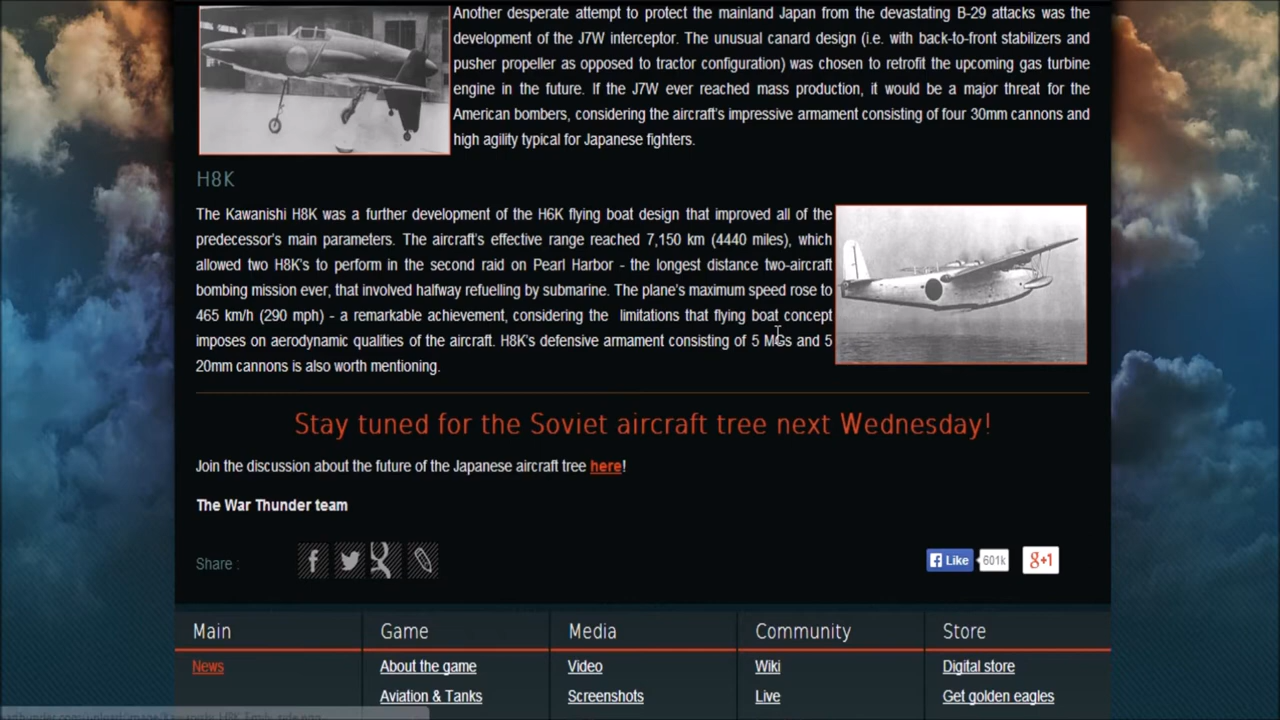 Another desperate attempt to protect the mainland Japan from the devastating B-29 attacks was the
development of the J7W interceptor. The unusual canard design (i.e. with back-to-front stabilizers and
pusher propeller as opposed to tractor configuration) was chosen to retrofit the upcoming gas turbine
engine in the future. If the J7W ever reached mass production, it would be a major threat for the
American bombers, considering the aircraft's impressive armament consisting of four 30mm cannons and
high agility typical for Japanese fighters.
H8K
The Kawanishi H8K was a further development of the H6K flying boat design that improved all of the
predecessor's main parameters. The aircraft's effective range reached 7,150 km (4440 miles), which
allowed two H8K's to perform in the second raid on Pearl Harbor - the longest distance two-aircraft
bombing mission ever, that involved halfway refuelling by submarine. The plane's maximum speed rose to
465 km/h (290 mph) - a remarkable achievement, considering the limitations that flying boat concept
imposes on aerodynamic qualities of the aircraft. H8K's defensive armament consisting of 5 MGs and 5
20mm cannons is also worth mentioning.
Stay tuned for the Soviet aircraft tree next Wednesday!
Join the discussion about the future of the Japanese aircraft tree here!
The War Thunder team
Share :
Like 601k g+1
Main Game Media Community Store
News About the game Video Wiki Digital store
Aviation & Tanks Screenshots Live Get golden eagles